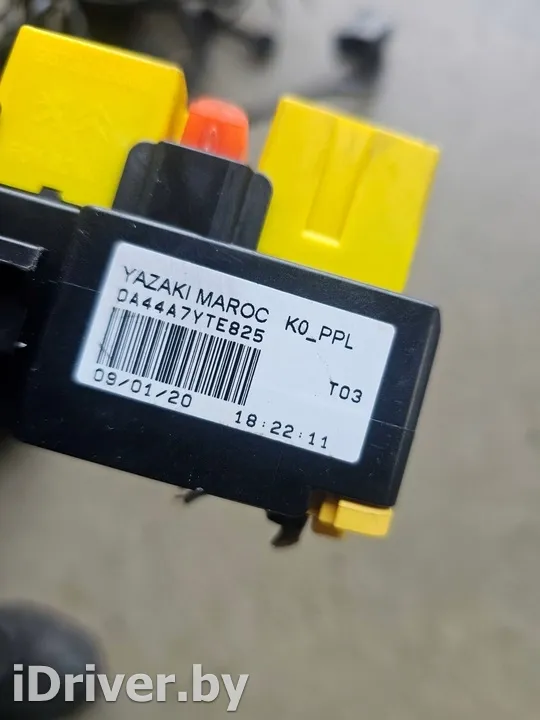 YAZAKI MAROC K0_PPL
0A44A7YTE825
T03
09/01/20 18:22:11
iDriver.by